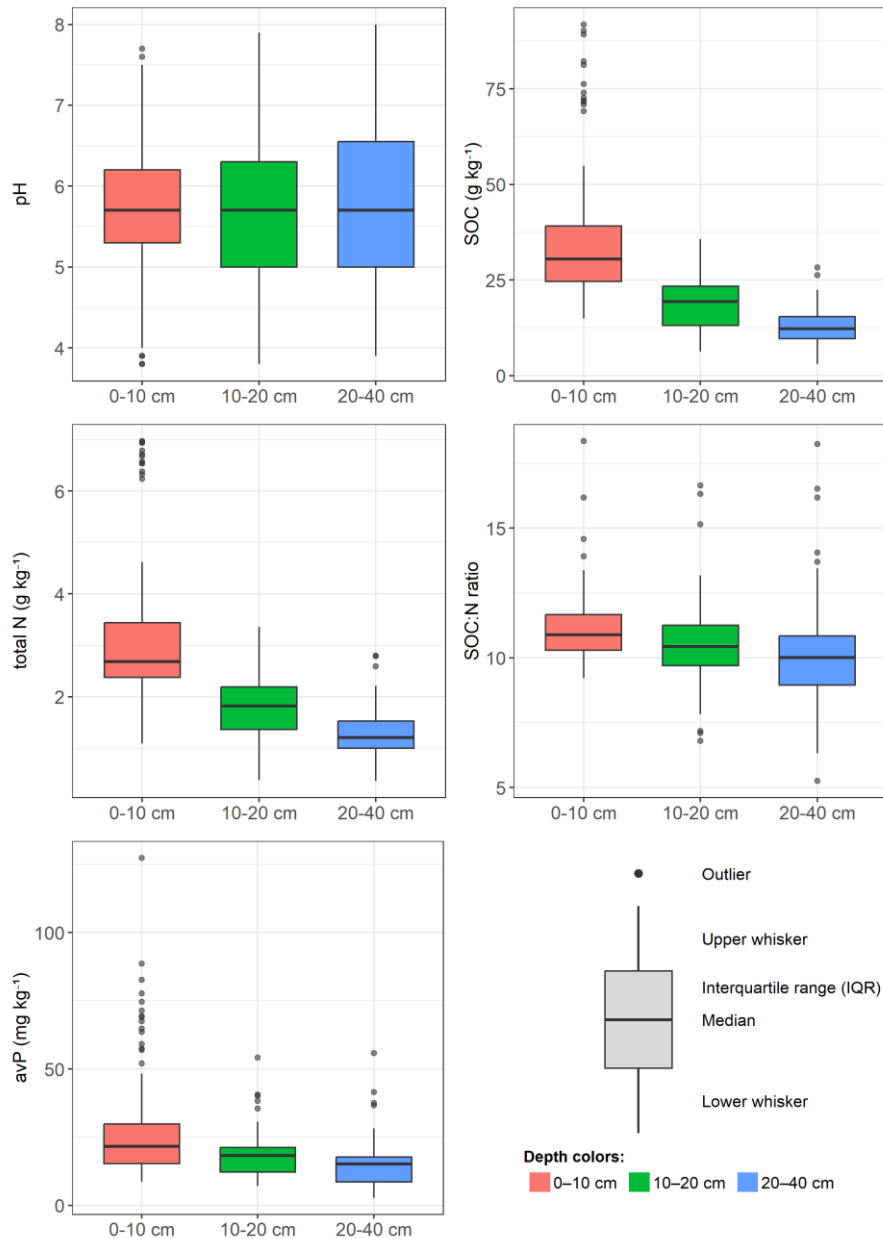 pH
8
7
6
5
4
0-10 cm 10-20 cm 20-40 cm
SOC (g kg⁻¹)
75
50
25
0
0-10 cm 10-20 cm 20-40 cm
total N (g kg⁻¹)
6
4
2
0-10 cm 10-20 cm 20-40 cm
SOC:N ratio
15
10
5
0-10 cm 10-20 cm 20-40 cm
avP (mg kg⁻¹)
100
50
0
0-10 cm 10-20 cm 20-40 cm
Outlier
Upper whisker
Interquartile range (IQR)
Median
Lower whisker
Depth colors:
0–10 cm 10–20 cm 20–40 cm